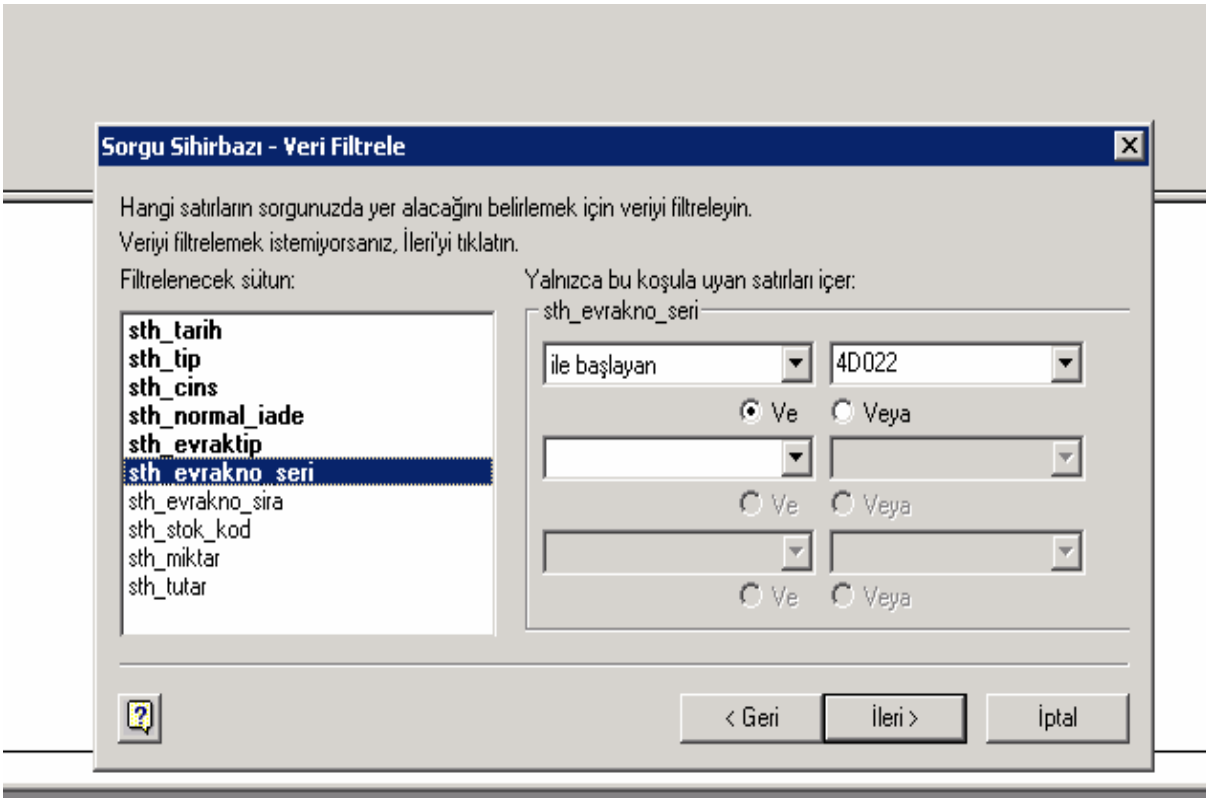 Sorgu Sihirbazı - Veri Filtrele
Hangi satırların sorgunuzda yer alacağını belirlemek için veriyi filtreleyin.
Veriyi filtrelemek istemiyorsanız, İleri'yi tıklatın.
Filtrelenecek sütun:
sth_tarih
sth_tip
sth_cins
sth_normal_iade
sth_evraktip
sth_evrakno_seri
sth_evrakno_sira
sth_stok_kod
sth_miktar
sth_tutar
Yalnızca bu koşula uyan satırları içer:
sth_evrakno_seri
ile başlayan 4D022
Ve Veya
Ve Veya
Ve Veya
? < Geri İleri > İptal